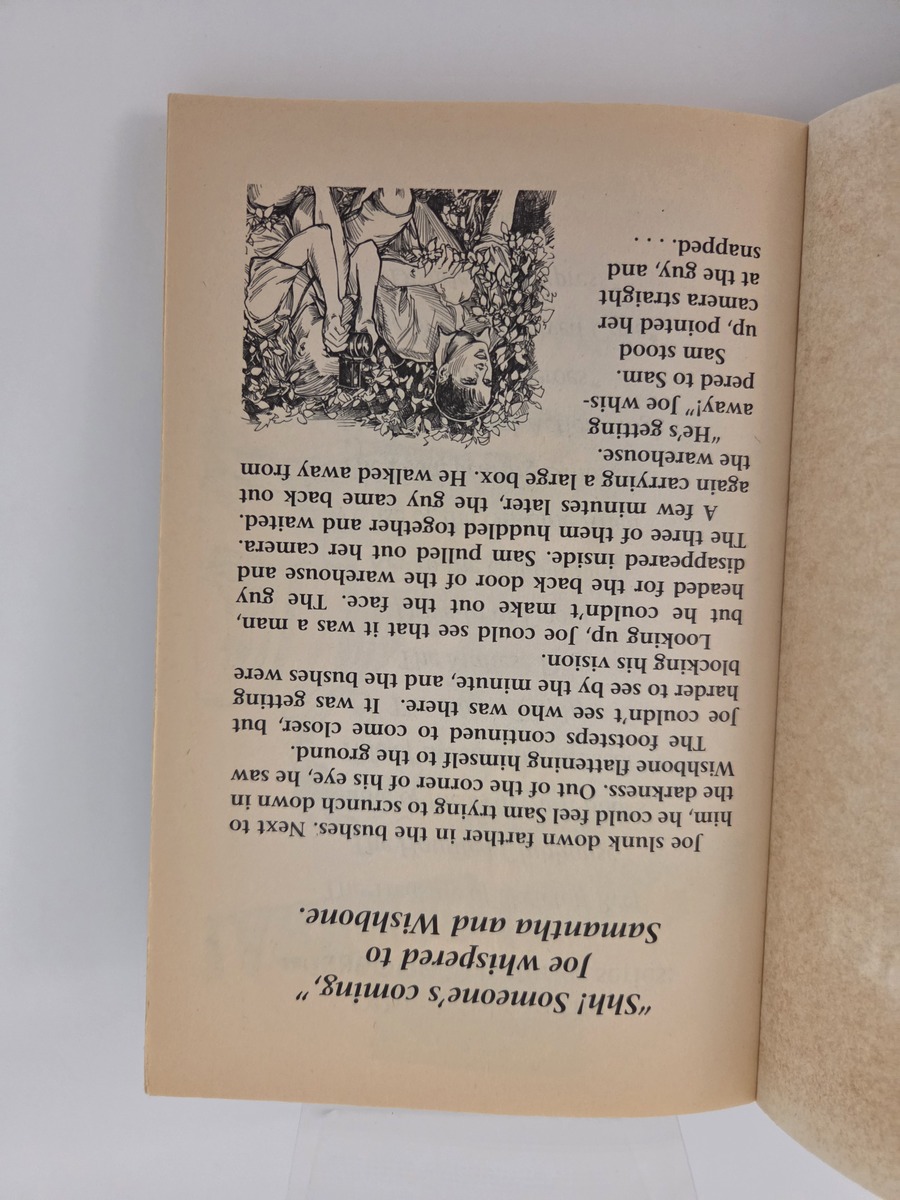 "Shh! Someone's coming,"
Joe whispered to
Samantha and Wishbone.
Joe slunk down farther in the bushes. Next to
him, he could feel Sam trying to scrunch down in
the darkness. Out of the corner of his eye, he saw
Wishbone flattening himself to the ground.
The footsteps continued to come closer, but
Joe couldn't see who was there. It was getting
harder to see by the minute, and the bushes were
blocking his vision.
Looking up, Joe could see that it was a man,
but he couldn't make out the face. The guy
headed for the back door of the warehouse and
disappeared inside. Sam pulled out her camera.
The three of them huddled together and waited.
A few minutes later, the guy came back out
again carrying a large box. He walked away from
the warehouse.
"He's getting
away!" Joe whis-
pered to Sam.
Sam stood
up, pointed her
camera straight
at the guy, and
snapped. . . .